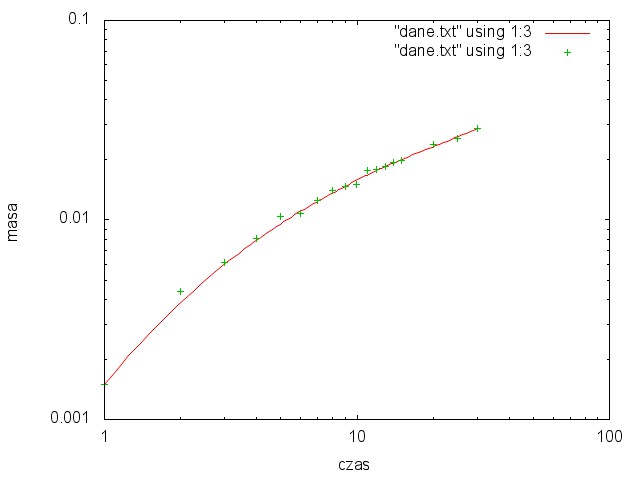 0.1
"dane.txt" using 1:3
"dane.txt" using 1:3
masa
0.01
0.001
1 10 100
czas